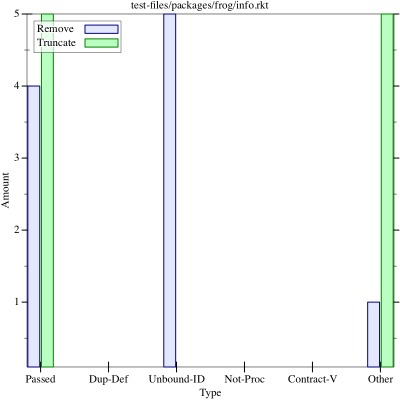 test-files/packages/frog/info.rkt
Remove
Truncate
5
4
3
2
1
Amount
Passed Dup-Def Unbound-ID Not-Proc Contract-V Other
Type